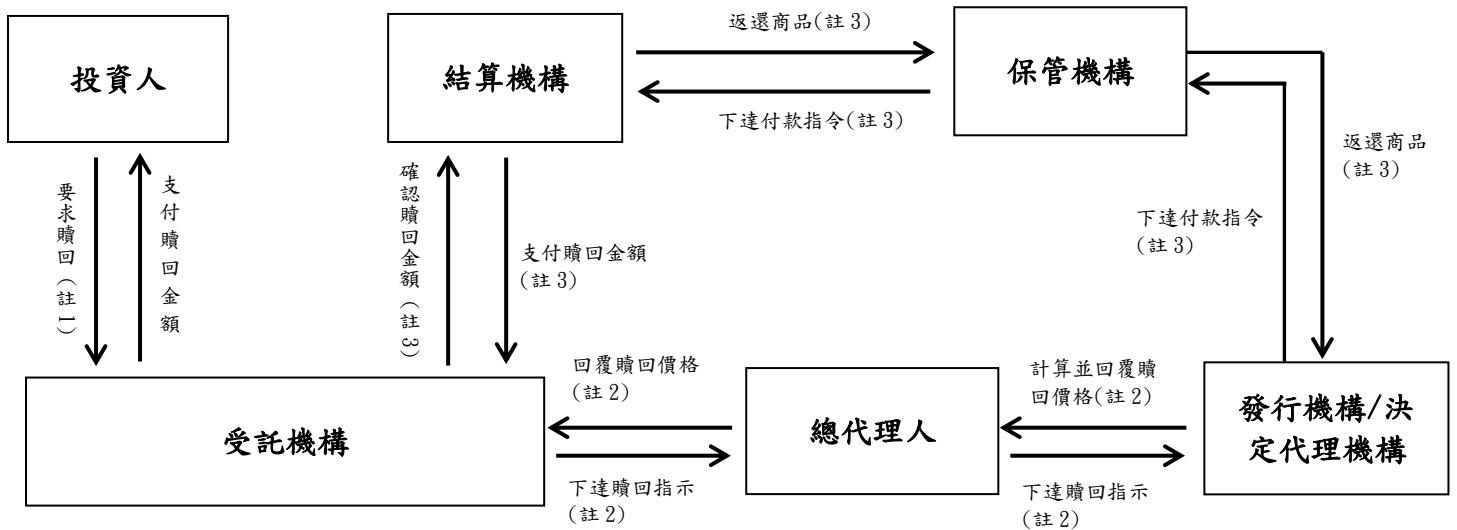 投資人
結算機構
返還商品(註 3)
下達付款指令(註 3)
保管機構
返還商品
(註 3)
下達付款指令
(註 3)
要求贖回(註 1)
支付贖回金額
確認贖回金額(註 3)
支付贖回金額
(註 3)
受託機構
回覆贖回價格
(註 2)
下達贖回指示
(註 2)
總代理人
計算並回覆贖
回價格(註 2)
下達贖回指示
(註 2)
發行機構/決
定代理機構